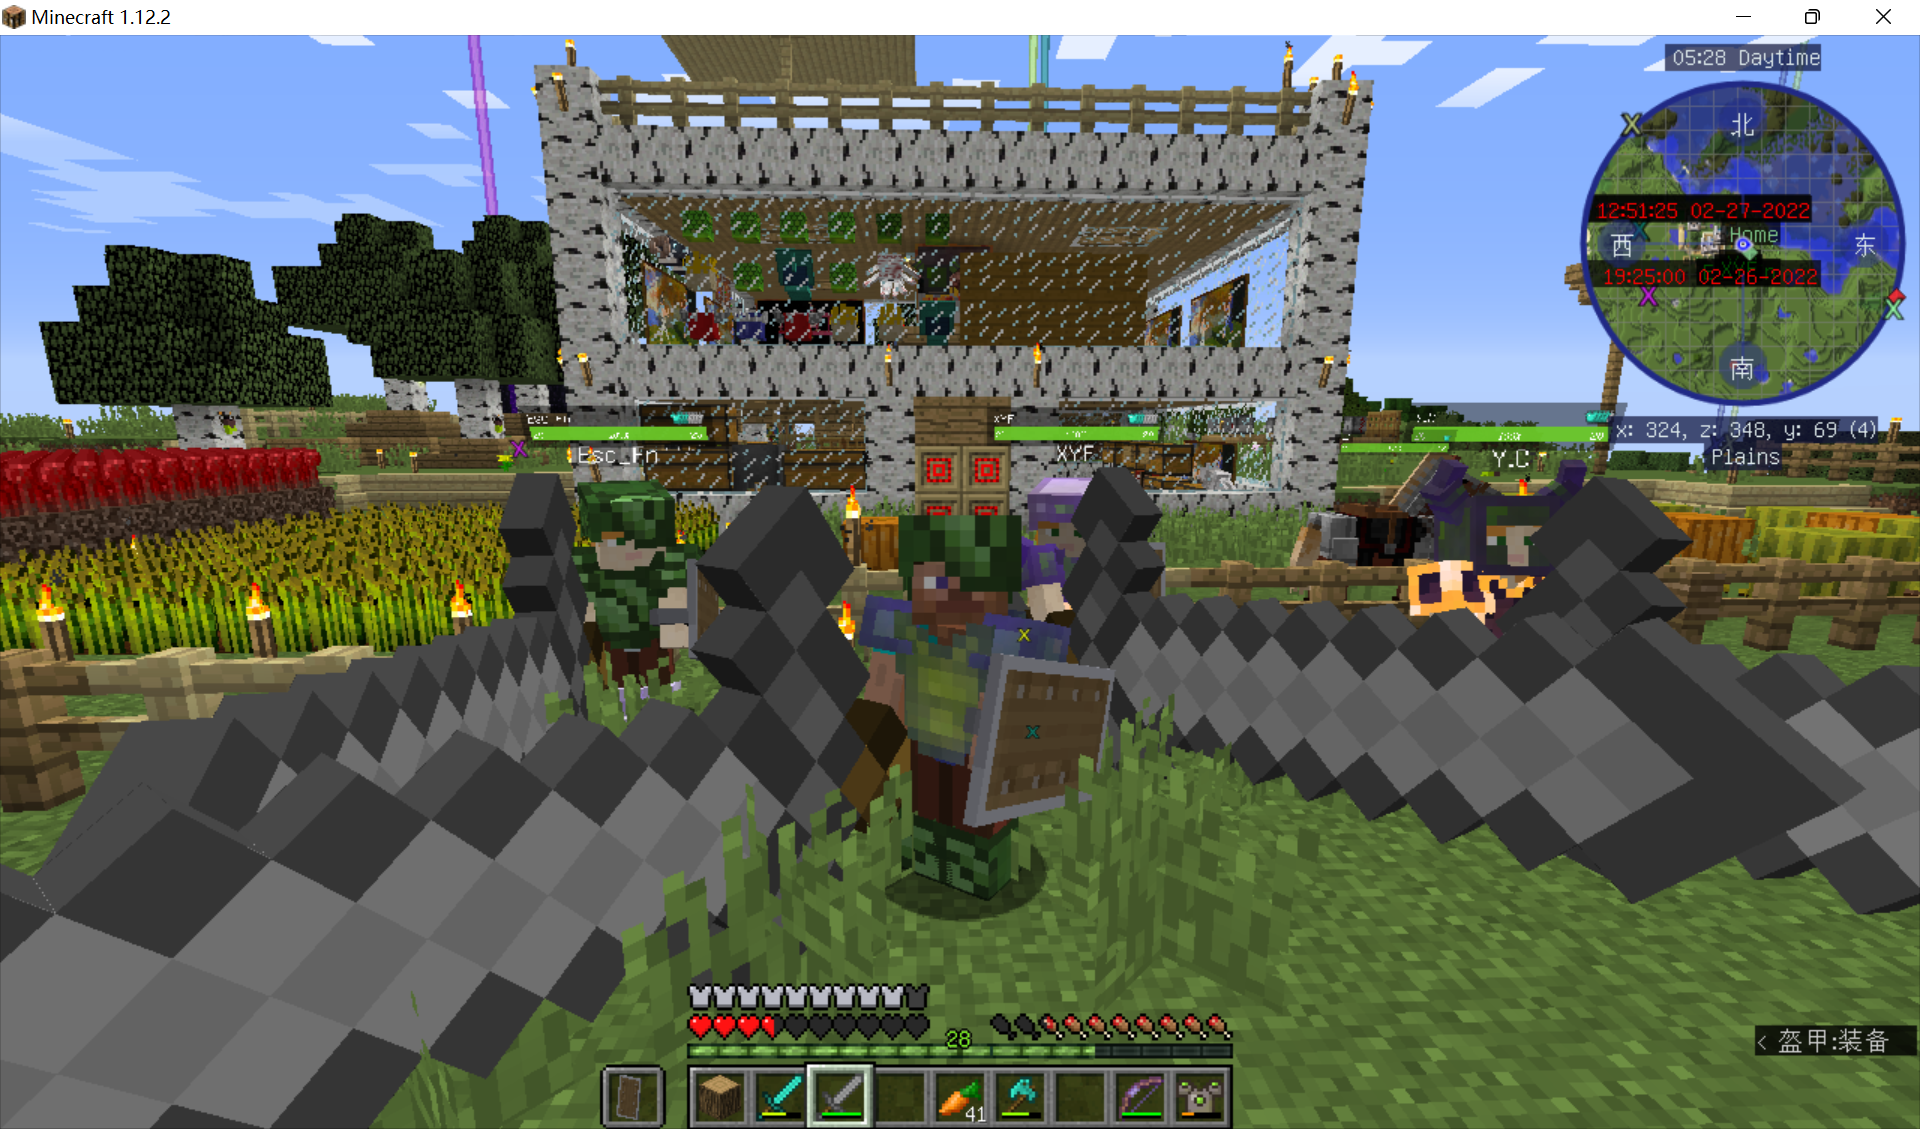 Minecraft 1.12.2
05:28 Daytime
北
12:51:25 02-27-2022
Home
西
东
19:25:00 02-26-2022
南
x: 324, z: 348, y: 69 (4)
Plains
Esc_Fn
XYF
XYF
Y.C
28
41
< 盔甲:装备